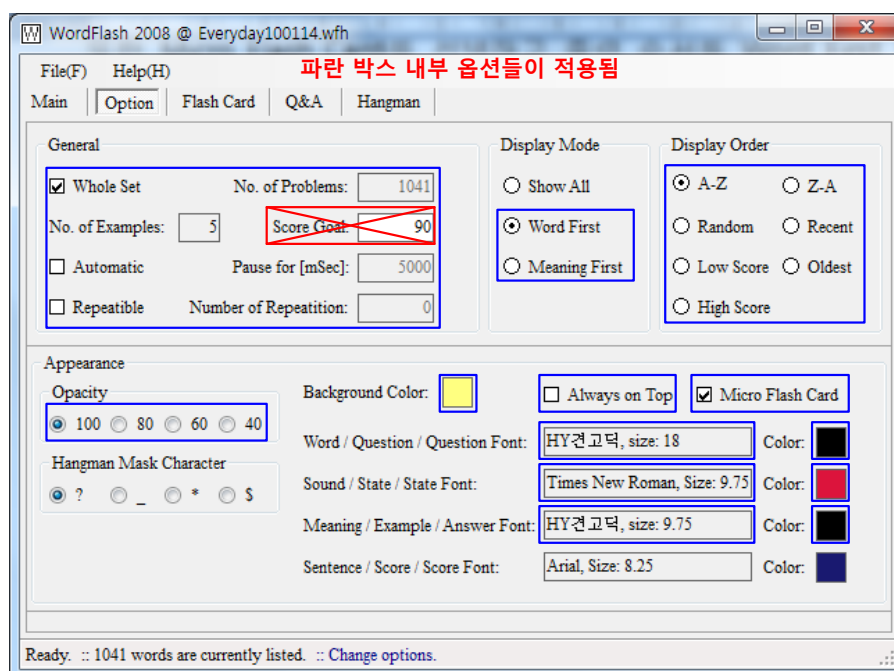 WordFlash 2008 @ Everyday100114.wfh
File(F) Help(H) 파란 박스 내부 옵션들이 적용됨
Main Option Flash Card Q&A Hangman
General Display Mode Display Order
Whole Set No. of Problems: 1041 Show All A-Z Z-A
No. of Examples: 5 Score Goal: 90 Word First Random Recent
Automatic Pause for [mSec]: 5000 Meaning First Low Score Oldest
Repeatible Number of Repeatition: 0 High Score
Appearance
Opacity Background Color: Always on Top Micro Flash Card
100 80 60 40
Word / Question / Question Font: HY견고딕, size: 18 Color:
Hangman Mask Character
Sound / State / State Font: Times New Roman, Size: 9.75 Color:
? _ * $
Meaning / Example / Answer Font: HY견고딕, size: 9.75 Color:
Sentence / Score / Score Font: Arial, Size: 8.25 Color:
Ready. :: 1041 words are currently listed. :: Change options.